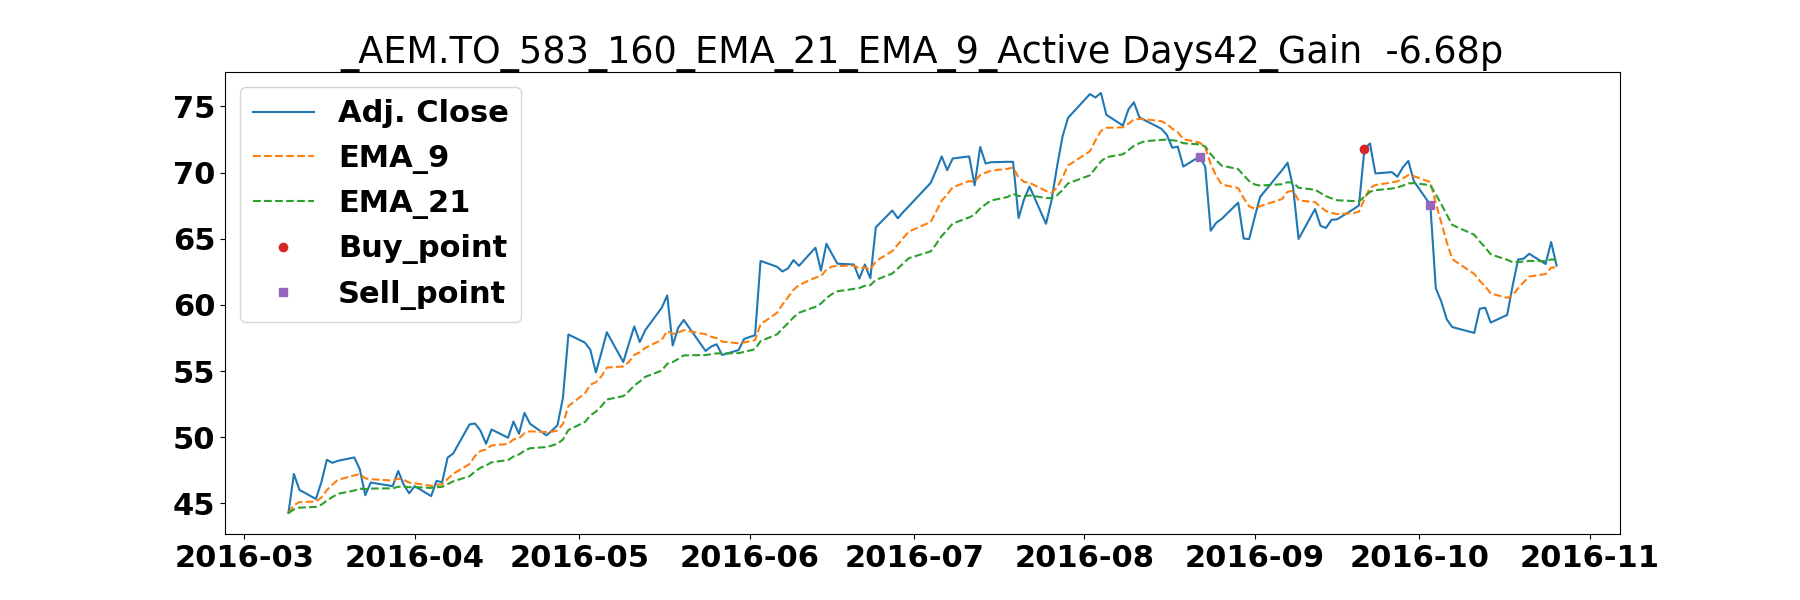 _AEM.TO_583_160_EMA_21_EMA_9_Active Days42_Gain  -6.68p
Adj. Close
EMA_9
EMA_21
Buy_point
Sell_point
75
70
65
60
55
50
45
2016-03 2016-04 2016-05 2016-06 2016-07 2016-08 2016-09 2016-10 2016-11